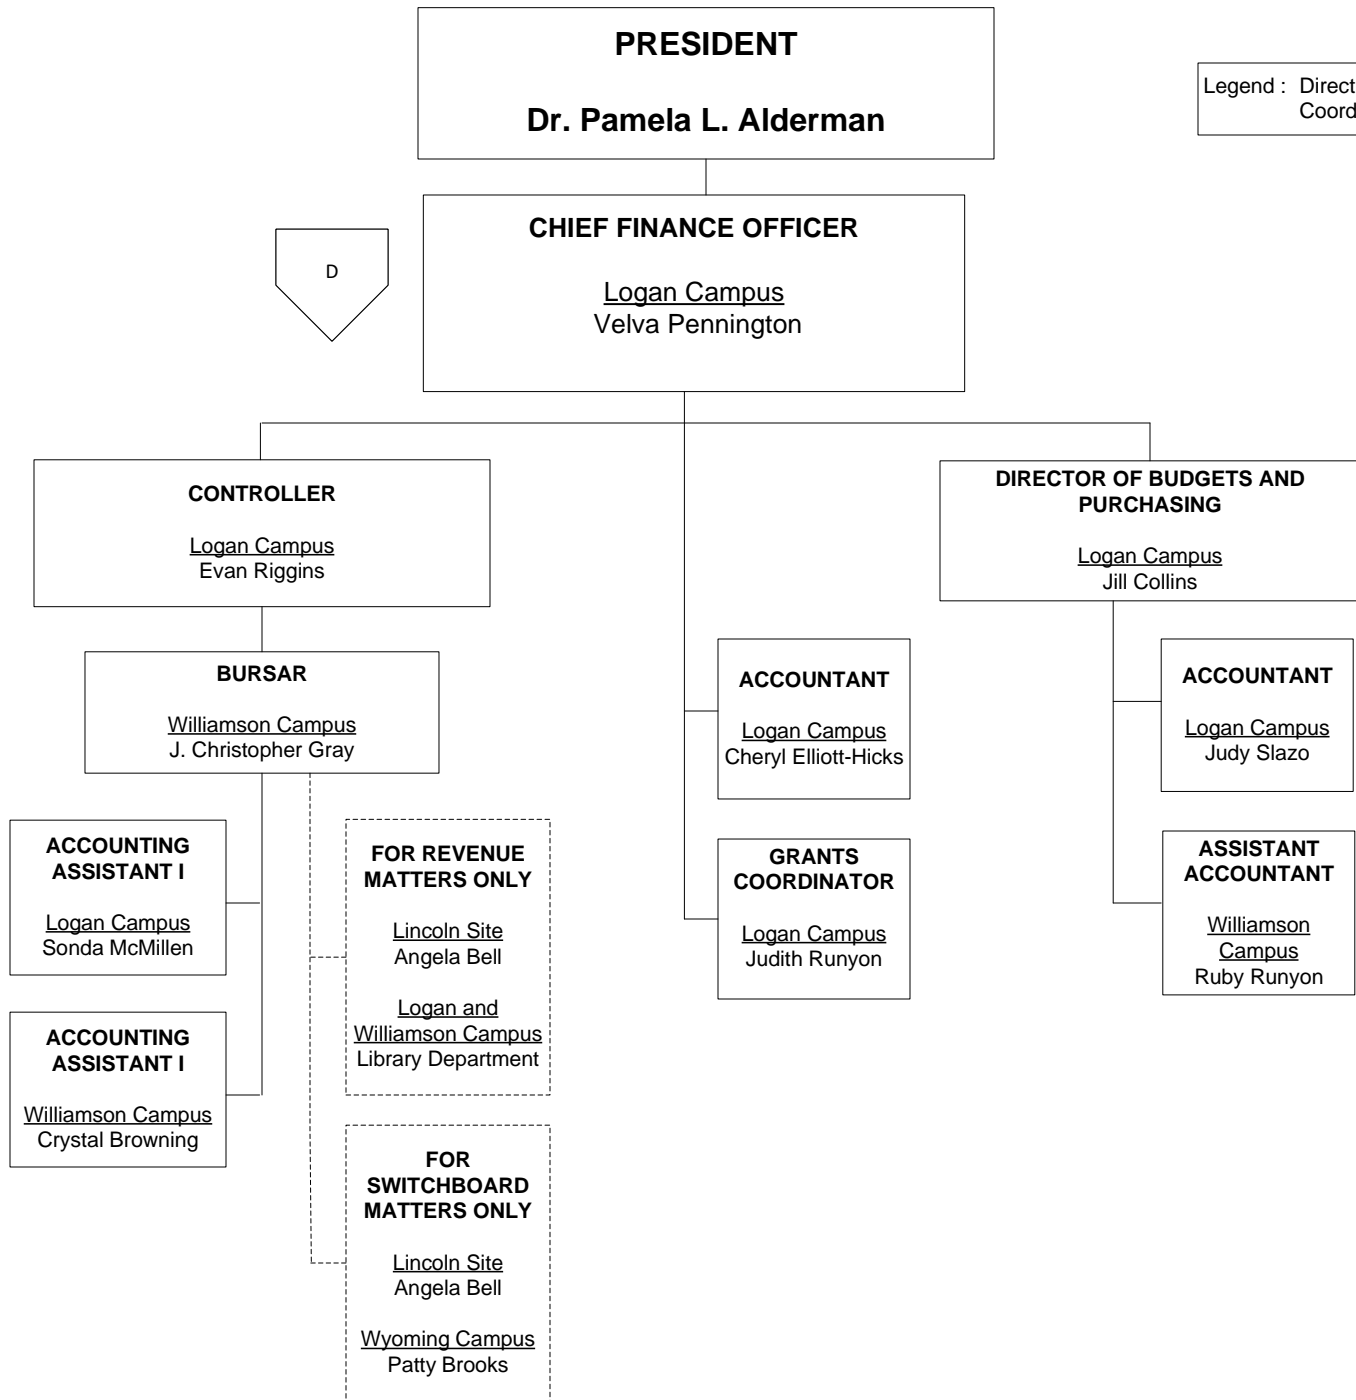 PRESIDENT
Dr. Pamela L. Alderman
Legend : Direct
Coord
CHIEF FINANCE OFFICER
Logan Campus
Velva Pennington
D
CONTROLLER
Logan Campus
Evan Riggins
DIRECTOR OF BUDGETS AND
PURCHASING
Logan Campus
Jill Collins
BURSAR
Williamson Campus
J. Christopher Gray
ACCOUNTANT
Logan Campus
Cheryl Elliott-Hicks
ACCOUNTANT
Logan Campus
Judy Slazo
ACCOUNTING
ASSISTANT I
Logan Campus
Sonda McMillen
FOR REVENUE
MATTERS ONLY
Lincoln Site
Angela Bell
Logan and
Williamson Campus
Library Department
GRANTS
COORDINATOR
Logan Campus
Judith Runyon
ASSISTANT
ACCOUNTANT
Williamson
Campus
Ruby Runyon
ACCOUNTING
ASSISTANT I
Williamson Campus
Crystal Browning
FOR
SWITCHBOARD
MATTERS ONLY
Lincoln Site
Angela Bell
Wyoming Campus
Patty Brooks